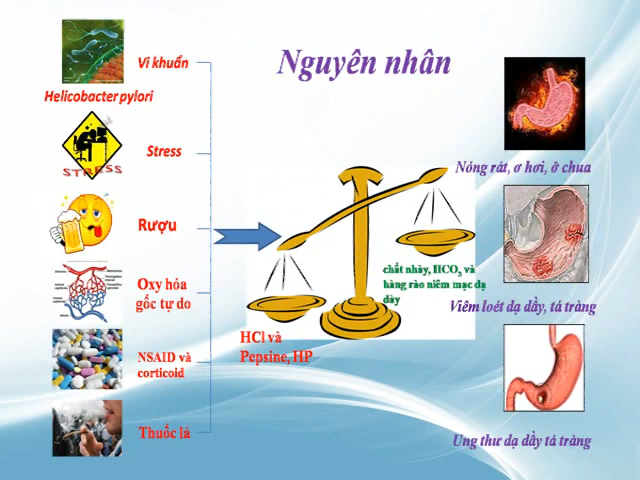 Nguyên nhân
Vi khuẩn
Helicobacter pylori
STRESS
Stress
Rượu
Oxy hóa
gốc tự do
NSAID và
corticoid
Thuốc lá
HCl và
Pepsine, HP
chất nhày, HCO₃ và
hàng rào niêm mạc dạ
dày
Nóng rát, ơ hơi, ở chua
Viêm loét dạ dầy, tá tràng
Ung thư dạ dầy tá tràng